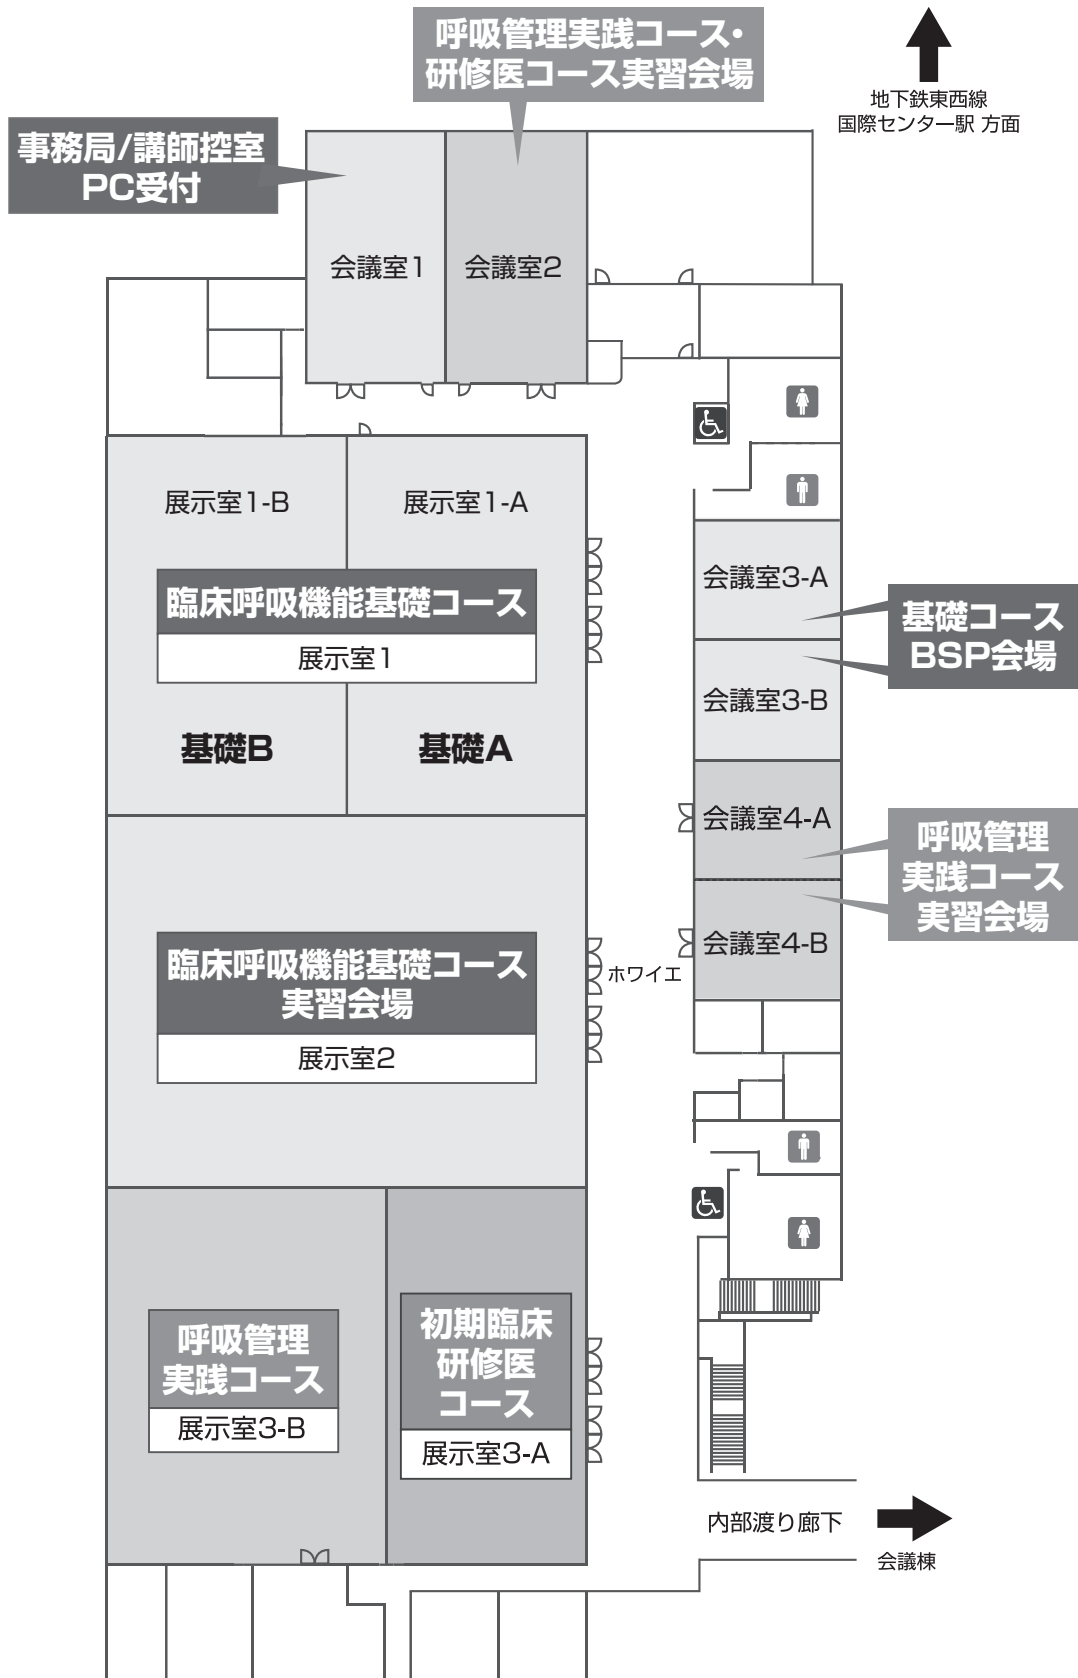 呼吸管理実践コース・
研修医コース実習会場
地下鉄東西線
国際センター駅 方面
事務局/講師控室
PC受付
会議室1
会議室2
展示室1-B
展示室1-A
臨床呼吸機能基礎コース
展示室1
基礎B
基礎A
会議室3-A
基礎コース
BSP会場
会議室3-B
会議室4-A
呼吸管理
実践コース
実習会場
会議室4-B
ホワイエ
臨床呼吸機能基礎コース
実習会場
展示室2
呼吸管理
実践コース
展示室3-B
初期臨床
研修医
コース
展示室3-A
内部渡り廊下
会議棟